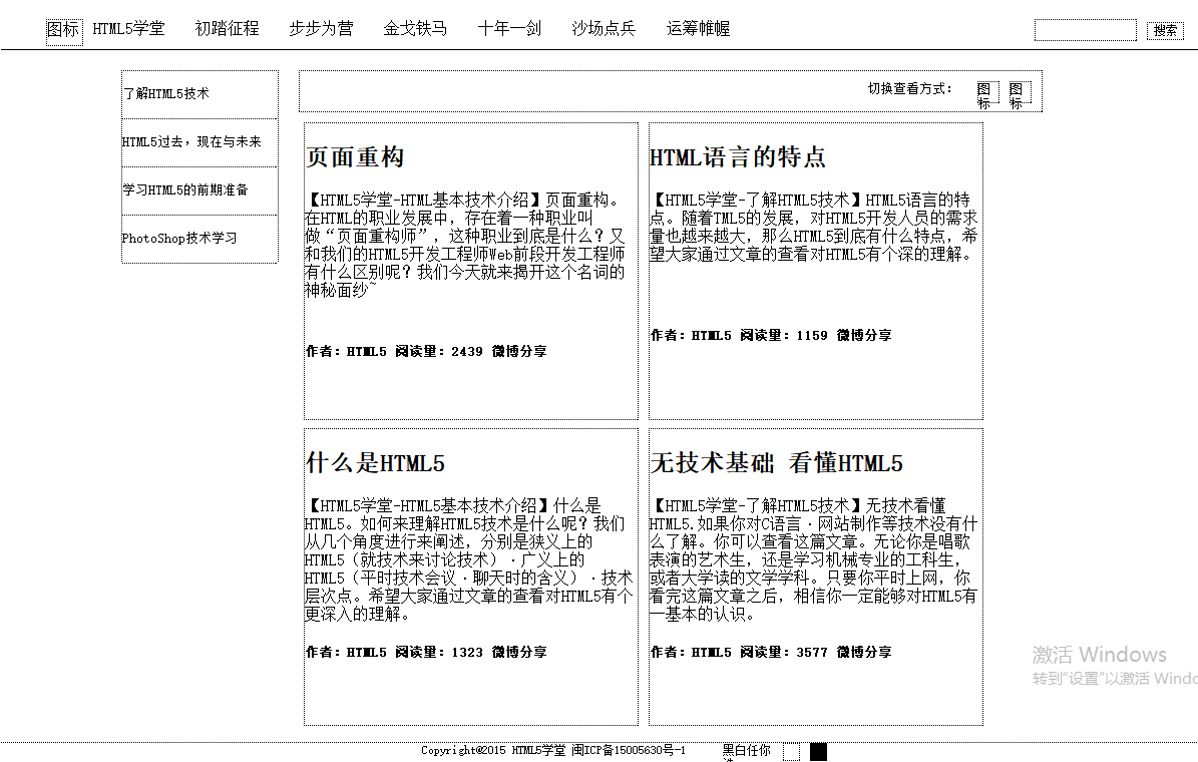 图标 HTML5学堂 初踏征程 步步为营 金戈铁马 十年一剑 沙场点兵 运筹帷幄 搜索
了解HTML5技术
HTML5过去，现在与未来
学习HTML5的前期准备
PhotoShop技术学习
切换查看方式： 图标 图标
页面重构
【HTML5学堂-HTML基本技术介绍】页面重构。
在HTML的职业发展中，存在着一种职业叫
做“页面重构师”，这种职业到底是什么？又
和我们的HTML5开发工程师Web前段开发工程师
有什么区别呢？我们今天就来揭开这个名词的
神秘面纱~
作者：HTML5 阅读量：2439 微博分享
HTML语言的特点
【HTML5学堂-了解HTML5技术】HTML5语言的特
点。随着TML5的发展，对HTML5开发人员的需求
量也越来越大，那么HTML5到底有什么特点，希
望大家通过文章的查看对HTML5有个深的理解。
作者：HTML5 阅读量：1159 微博分享
什么是HTML5
【HTML5学堂-HTML5基本技术介绍】什么是
HTML5。如何来理解HTML5技术是什么呢？我们
从几个角度进行来阐述，分别是狭义上的
HTML5（就技术来讨论技术）·广义上的
HTML5（平时技术会议·聊天时的含义）·技术
层次点。希望大家通过文章的查看对HTML5有个
更深入的理解。
作者：HTML5 阅读量：1323 微博分享
无技术基础 看懂HTML5
【HTML5学堂-了解HTML5技术】无技术看懂
HTML5.如果你对C语言·网站制作等技术没有什
么了解。你可以查看这篇文章。无论你是唱歌
表演的艺术生，还是学习机械专业的工科生，
或者大学读的文学学科。只要你平时上网，你
看完这篇文章之后，相信你一定能够对HTML5有
一基本的认识。
作者：HTML5 阅读量：3577 微博分享
激活 Windows
转到“设置”以激活 Windo
Copyright@2015 HTML5学堂 闽ICP备15005630号-1 黑白任你